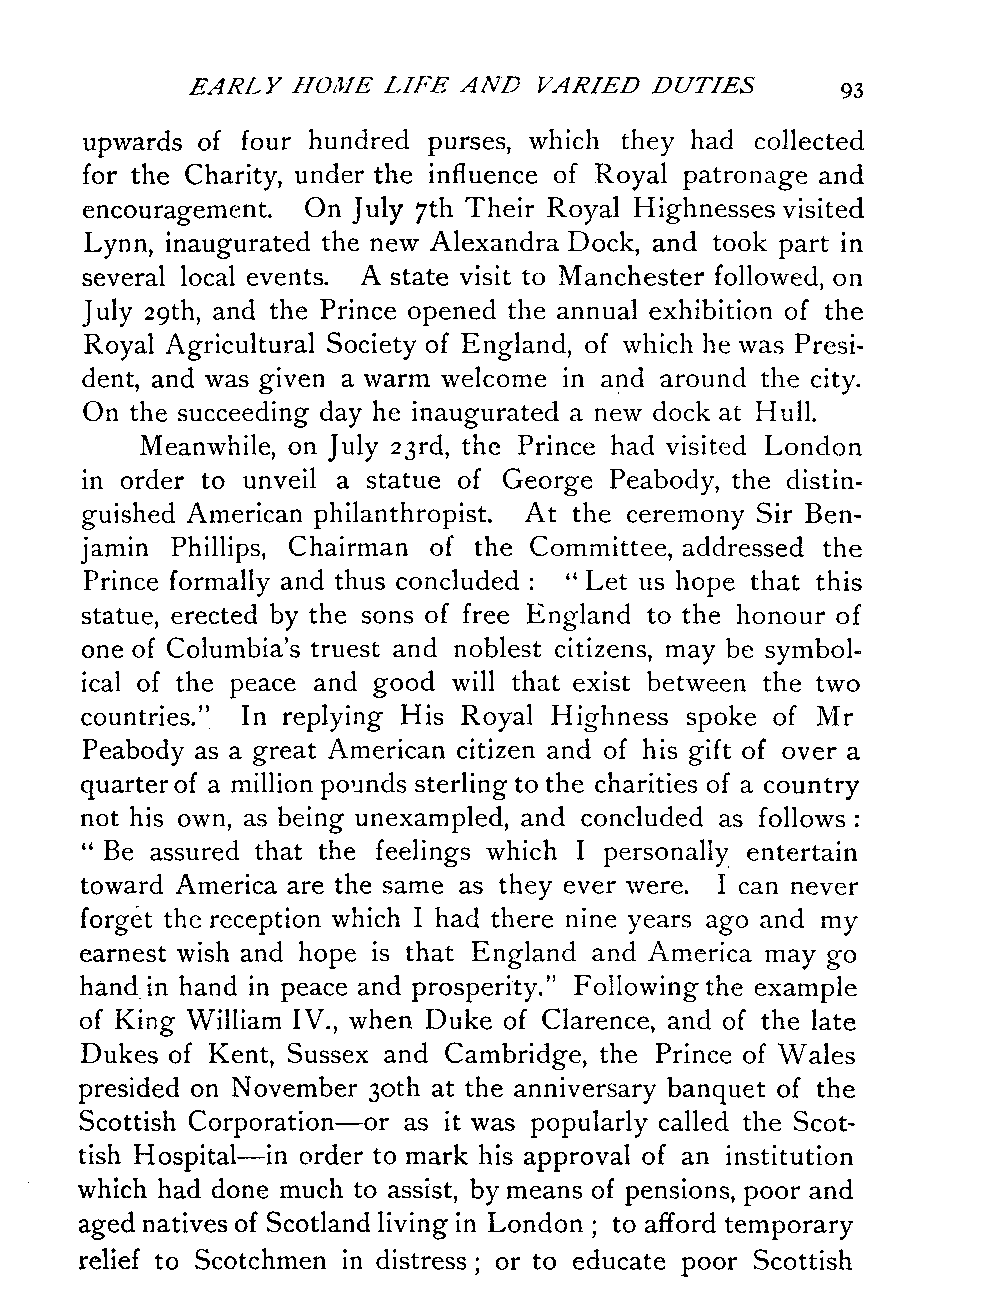 EARLY HOME LIFE AND VARIED DUTIES 93
upwards of four hundred purses, which they had collected
for the Charity, under the influence of Royal patronage and
encouragement. On July 7th Their Royal Highnesses visited
Lynn, inaugurated the new Alexandra Dock, and took part in
several local events. A state visit to Manchester followed, on
July 29th, and the Prince opened the annual exhibition of the
Royal Agricultural Society of England, of which he was Presi-
dent, and was given a warm welcome in and around the city.
On the succeeding day he inaugurated a new dock at Hull.
Meanwhile, on July 23rd, the Prince had visited London
in order to unveil a statue of George Peabody, the distin-
guished American philanthropist. At the ceremony Sir Ben-
jamin Phillips, Chairman of the Committee, addressed the
Prince formally and thus concluded : “ Let us hope that this
statue, erected by the sons of free England to the honour of
one of Columbia's truest and noblest citizens, may be symbol-
ical of the peace and good will that exist between the two
countries.” In replying His Royal Highness spoke of Mr
Peabody as a great American citizen and of his gift of over a
quarter of a million pounds sterling to the charities of a country
not his own, as being unexampled, and concluded as follows :
“ Be assured that the feelings which I personally entertain
toward America are the same as they ever were. I can never
forget the reception which I had there nine years ago and my
earnest wish and hope is that England and America may go
hand in hand in peace and prosperity.” Following the example
of King William IV., when Duke of Clarence, and of the late
Dukes of Kent, Sussex and Cambridge, the Prince of Wales
presided on November 30th at the anniversary banquet of the
Scottish Corporation—or as it was popularly called the Scot-
tish Hospital—in order to mark his approval of an institution
which had done much to assist, by means of pensions, poor and
aged natives of Scotland living in London ; to afford temporary
relief to Scotchmen in distress ; or to educate poor Scottish